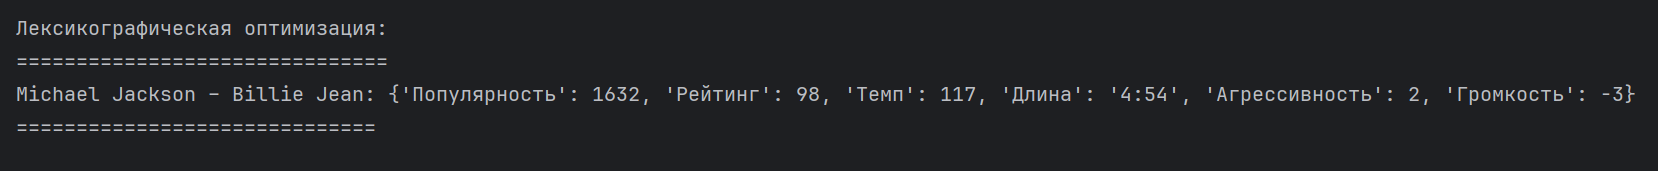 Лексикографическая оптимизация:
===============================
Michael Jackson - Billie Jean: {'Популярность': 1632, 'Рейтинг': 98, 'Темп': 117, 'Длина': '4:54', 'Агрессивность': 2, 'Громкость': -3}
==============================